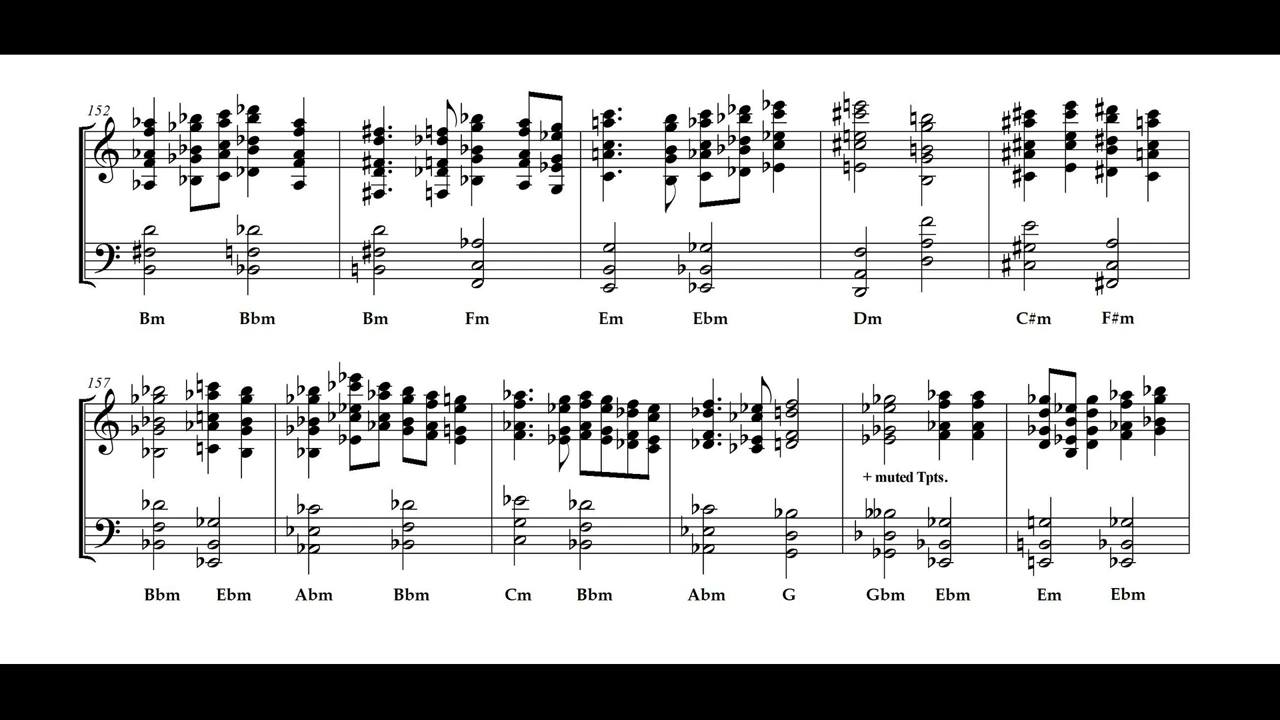 152
Bm Bbm Bm Fm Em Ebm Dm C#m F#m
157
+ muted Tpts.
Bbm Ebm Abm Bbm Cm Bbm Abm G Gbm Ebm Em Ebm